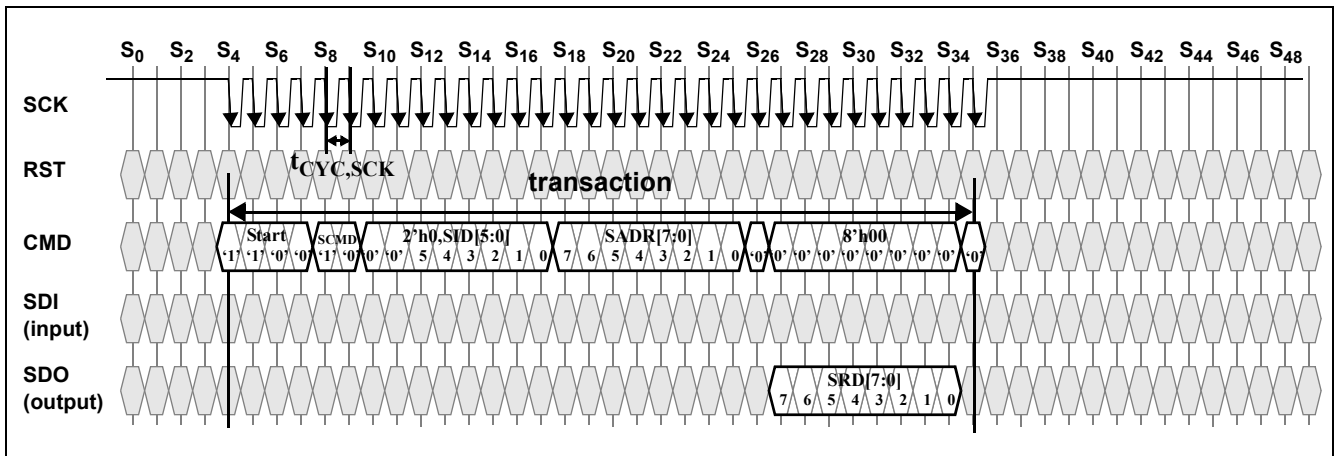 S0 S2 S4 S6 S8 S10 S12 S14 S16 S18 S20 S22 S24 S26 S28 S30 S32 S34 S36 S38 S40 S42 S44 S46 S48
SCK
tCYC,SCK
RST
transaction
CMD
Start SCMD 2'h0,SID[5:0] SADR[7:0] 8'h00
‘1’ ‘1’ ‘0’ ‘0’ ‘1’ ‘0’ ‘0’ ‘0’ 5 4 3 2 1 0 7 6 5 4 3 2 1 0 ‘0’ ‘0’ ‘0’ ‘0’ ‘0’ ‘0’ ‘0’ ‘0’ ‘0’ ‘0’
SDI
(input)
SDO
(output)
SRD[7:0]
7 6 5 4 3 2 1 0